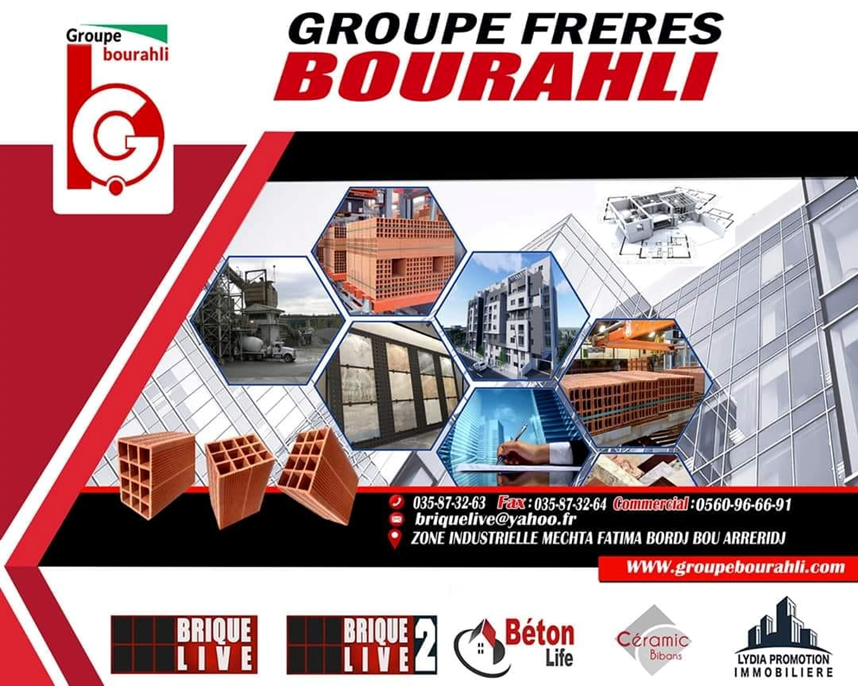 Groupe
bourahli
GROUPE FRERES
BOURAHLI
035-87-32-63 Fax : 035-87-32-64 Commercial : 0560-96-66-91
briquelive@yahoo.fr
ZONE INDUSTRIELLE MECHTA FATIMA BORDJ BOU ARRERIDJ
WWW.groupebourahli.com
BRIQUE
LIVE
BRIQUE
LIVE 2
Béton
Life
Céramic
Bibans
LYDIA PROMOTION
IMMOBILIERE